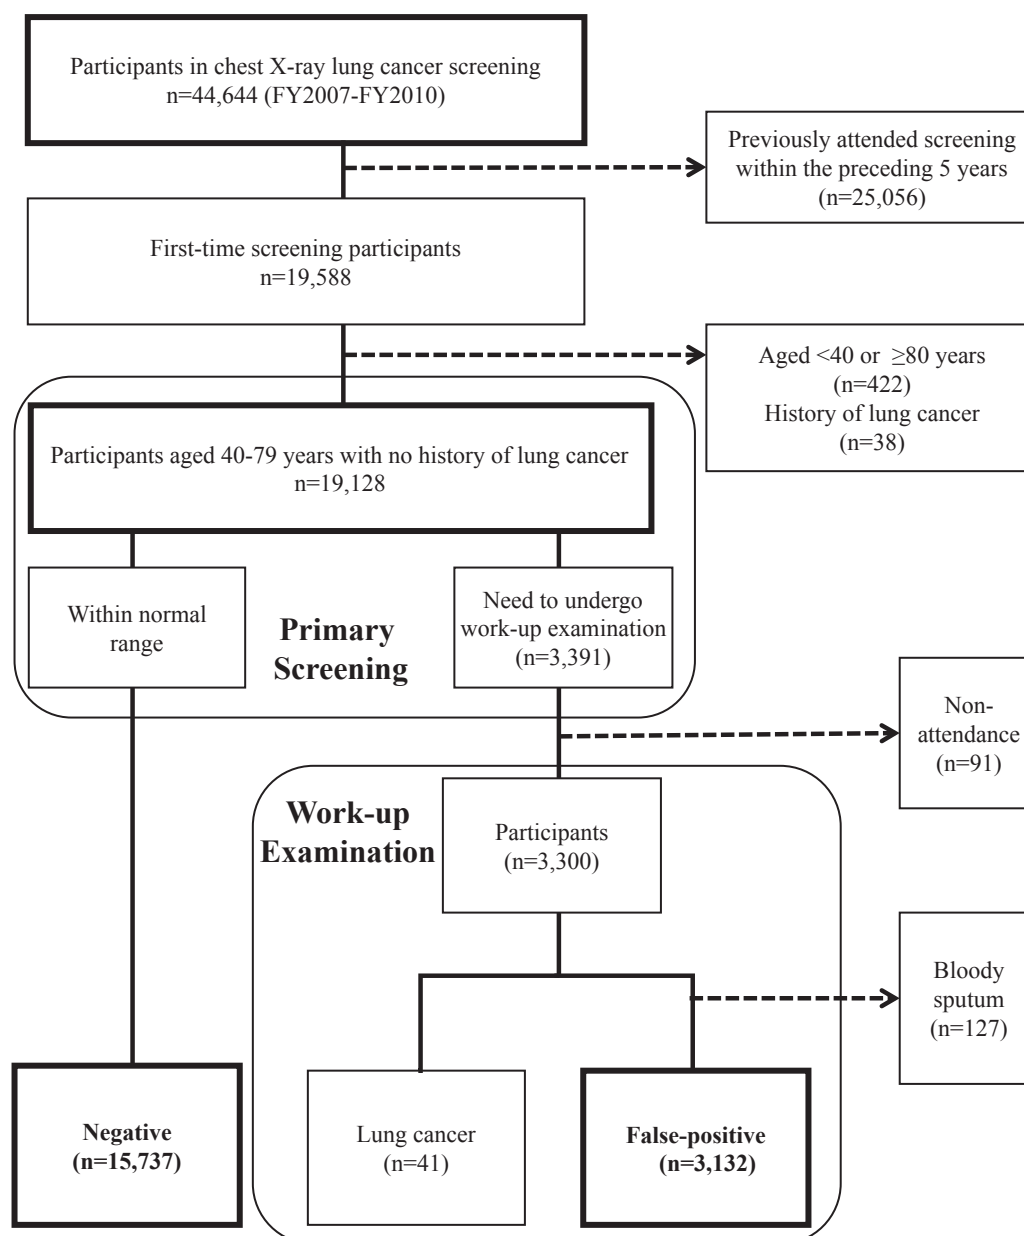 Participants in chest X-ray lung cancer screening
n=44,644 (FY2007-FY2010)
Previously attended screening
within the preceding 5 years
(n=25,056)
First-time screening participants
n=19,588
Aged <40 or ≥80 years
(n=422)
History of lung cancer
(n=38)
Participants aged 40-79 years with no history of lung cancer
n=19,128
Within normal
range
Primary
Screening
Need to undergo
work-up examination
(n=3,391)
Non-
attendance
(n=91)
Work-up
Examination
Participants
(n=3,300)
Bloody
sputum
(n=127)
Negative
(n=15,737)
Lung cancer
(n=41)
False-positive
(n=3,132)